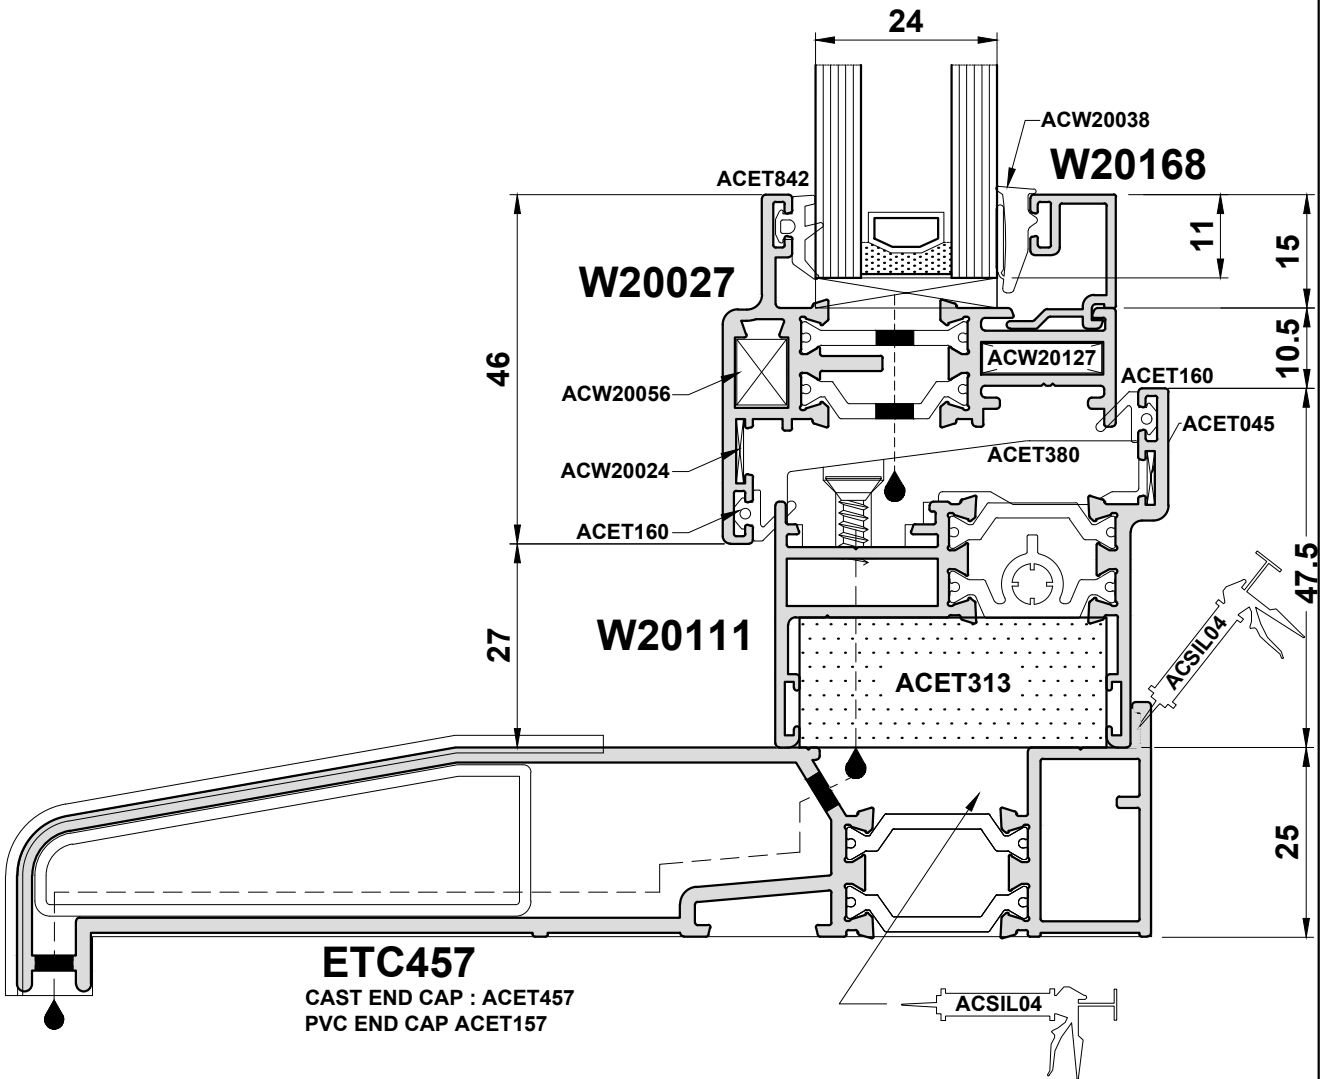 24
ACW20038
W20168
ACET842
11
15
W20027
10.5
46
ACW20127
ACET160
ACW20056
ACET045
ACET380
ACW20024
ACET160
47.5
27
W20111
ACSIL04
ACET313
25
ETC457
CAST END CAP : ACET457
PVC END CAP ACET157
ACSIL04